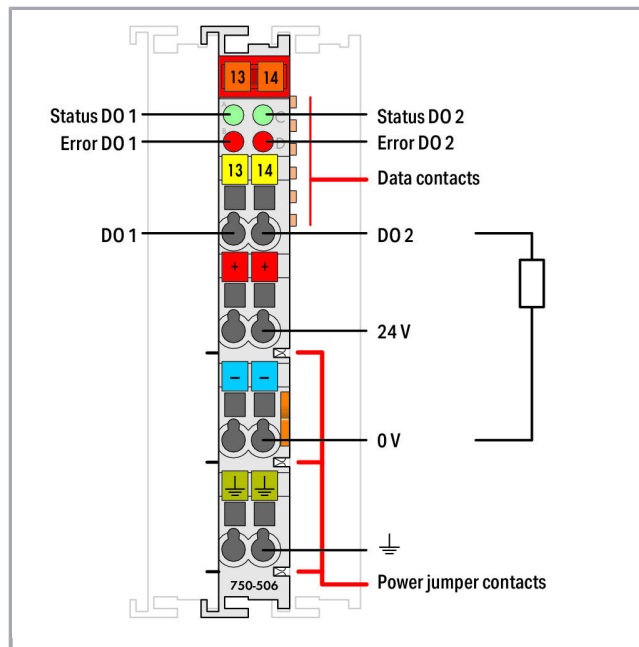 13 14
A C
Status DO 1 Status DO 2
B D
Error DO 1 Error DO 2
13 14
Data contacts
DO 1 DO 2
+ +
24 V
– –
0 V
750-506
Power jumper contacts